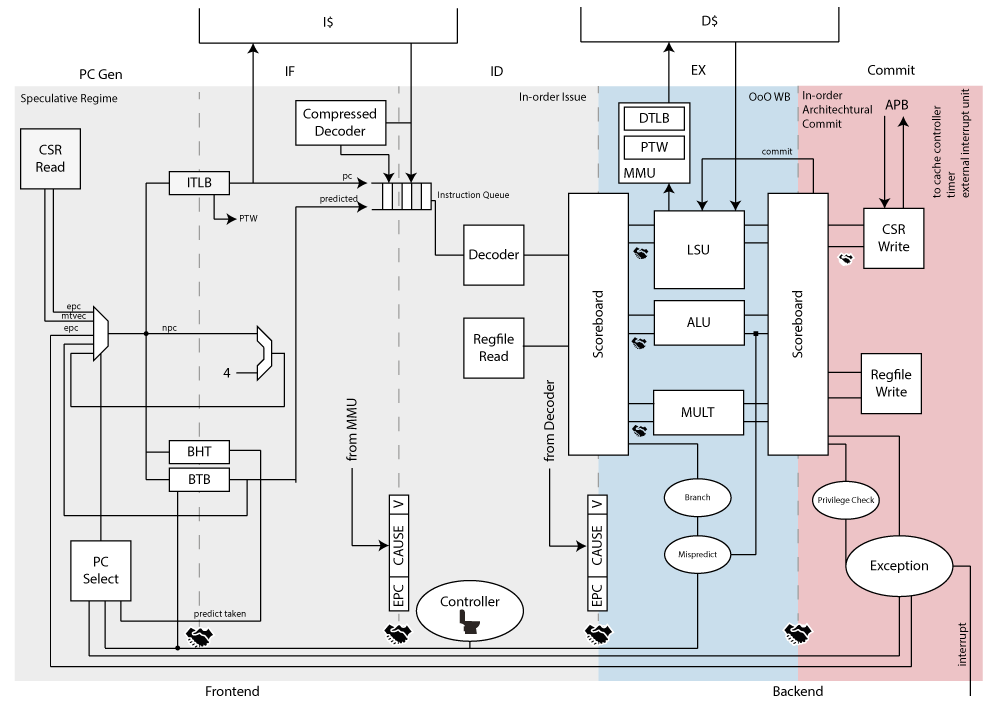 I$
D$
PC Gen
IF
ID
EX
Commit
Speculative Regime
In-order Issue
OoO WB
In-order
Architechtural
Commit
APB
to cache controller
timer
external interrupt unit
CSR
Read
Compressed
Decoder
DTLB
PTW
MMU
commit
ITLB
pc
PTW
predicted
Instruction Queue
Decoder
Scoreboard
LSU
Scoreboard
CSR
Write
epc
mtvec
epc
npc
4
Regfile
Read
ALU
Regfile
Write
MULT
from MMU
from Decoder
BHT
BTB
V
CAUSE
EPC
V
CAUSE
EPC
Branch
Mispredict
Privilege Check
Exception
PC
Select
predict taken
Controller
interrupt
Frontend
Backend